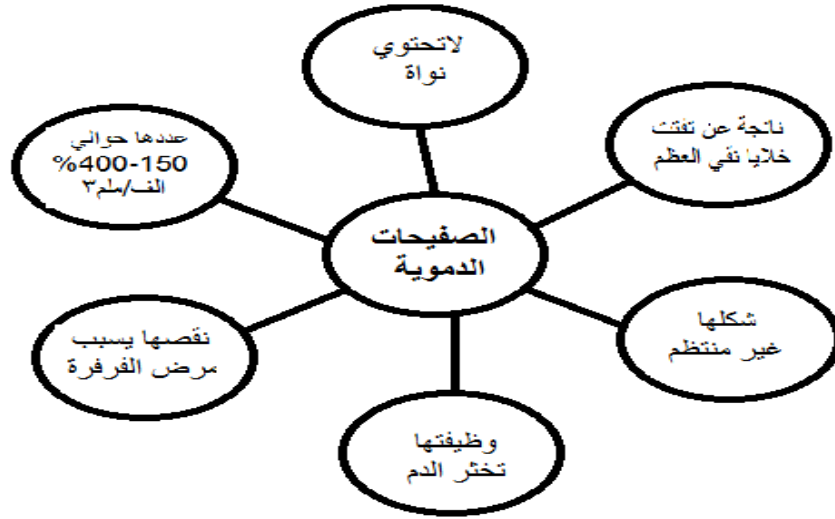 الصفيحات
الدموية
لاتحتوي
نواة
ناتجة عن تفتت
خلايا نقي العظم
شكلها
غير منتظم
وظيفتها
تخثر الدم
نقصها يسبب
مرض الفرفرة
عددها حوالي
%400-150
الف/ملم٣